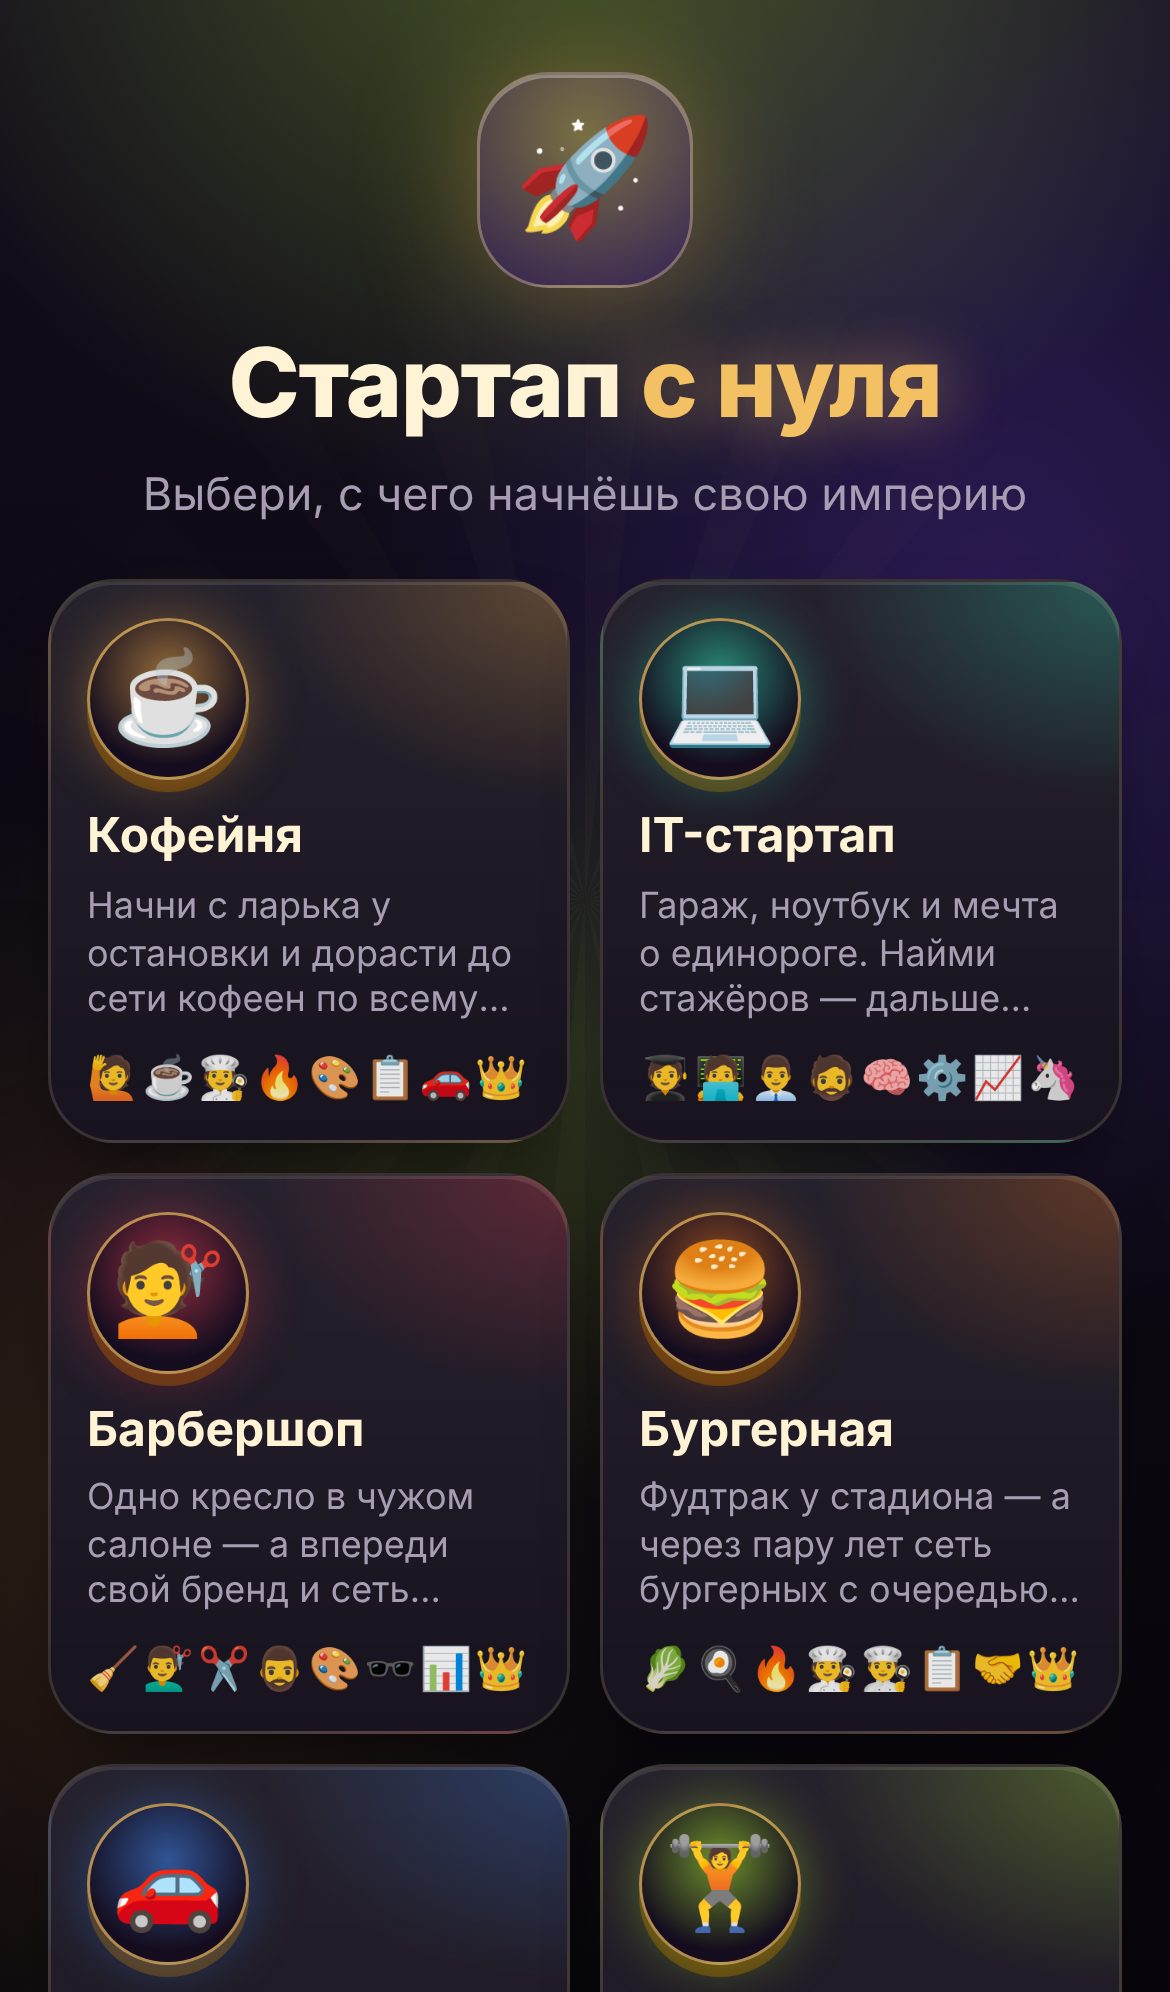 Стартап с нуля
Выбери, с чего начнёшь свою империю
Кофейня
Начни с ларька у
остановки и дорасти до
сети кофеен по всему...
IT-стартап
Гараж, ноутбук и мечта
о единороге. Найми
стажёров — дальше...
Барбершоп
Одно кресло в чужом
салоне — а впереди
свой бренд и сеть...
Бургерная
Фудтрак у стадиона — а
через пару лет сеть
бургерных с очередью...